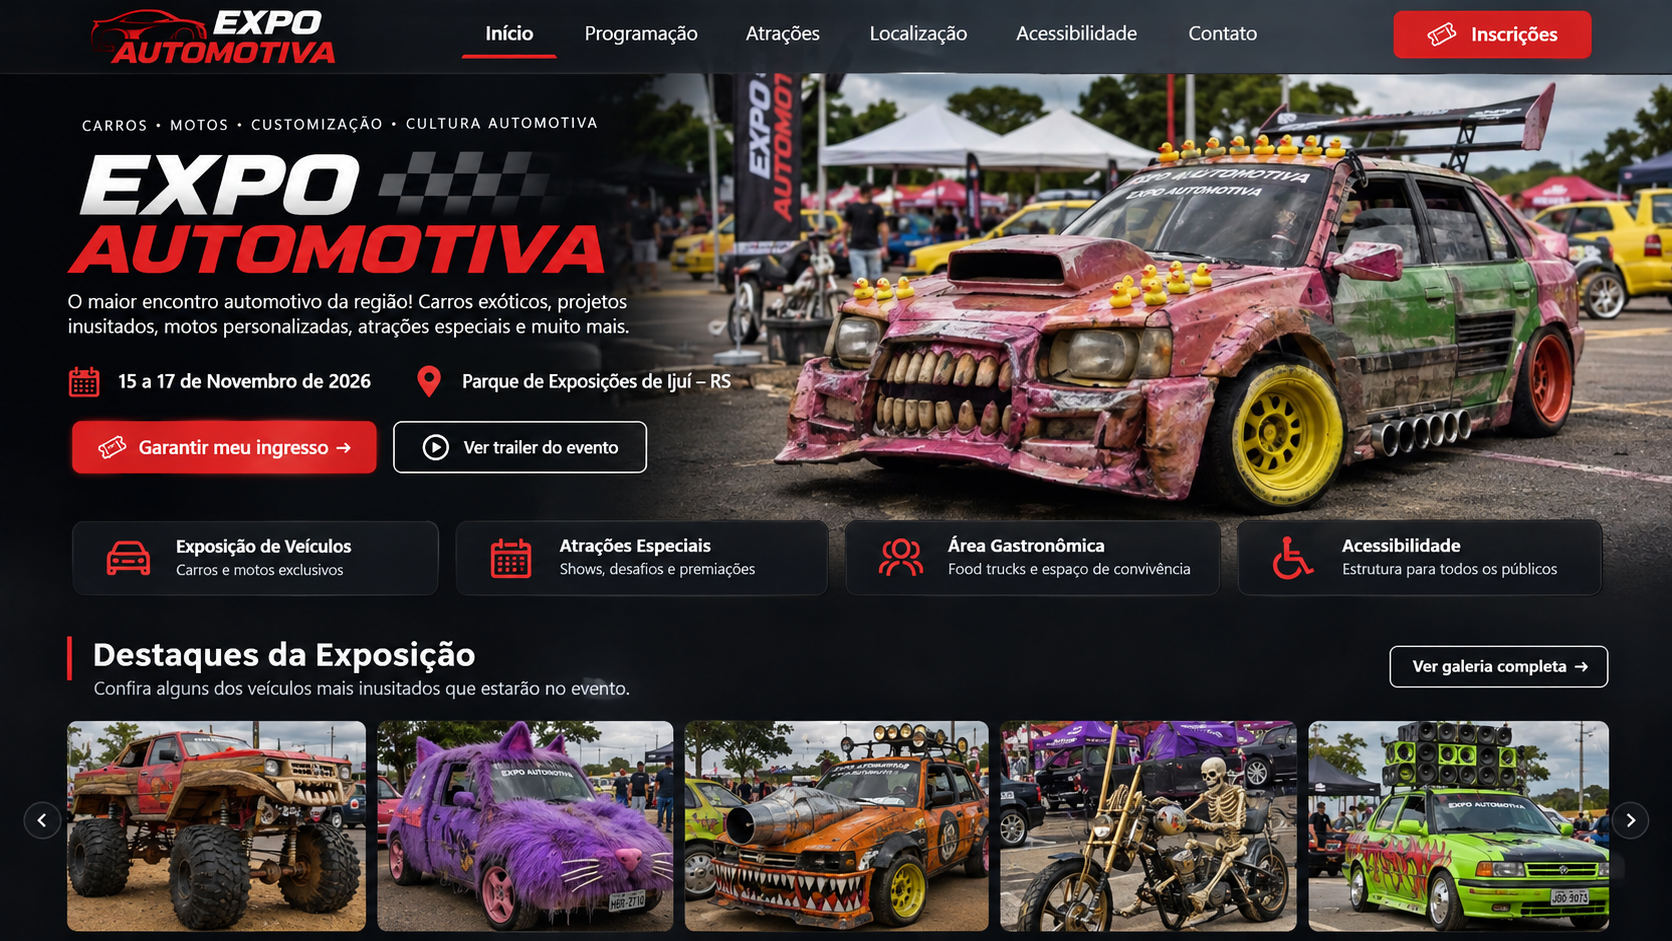 EXPO
AUTOMOTIVA
Início
Programação
Atrações
Localização
Acessibilidade
Contato
Inscrições
CARROS • MOTOS • CUSTOMIZAÇÃO • CULTURA AUTOMOTIVA
EXPO
AUTOMOTIVA
O maior encontro automotivo da região! Carros exóticos, projetos
inusitados, motos personalizadas, atrações especiais e muito mais.
15 a 17 de Novembro de 2026
Parque de Exposições de Ijuí – RS
Garantir meu ingresso →
Ver trailer do evento
EXPO
AUTOMOT
EXPO AUTOMOTIVA
EXPO AUTOMOTIVA
Exposição de Veículos
Carros e motos exclusivos
Atrações Especiais
Shows, desafios e premiações
Área Gastronômica
Food trucks e espaço de convivência
Acessibilidade
Estrutura para todos os públicos
Destaques da Exposição
Confira alguns dos veículos mais inusitados que estarão no evento.
Ver galeria completa →
EXPO AUTOMOTIVA
EXPO AUTOMOTIVA